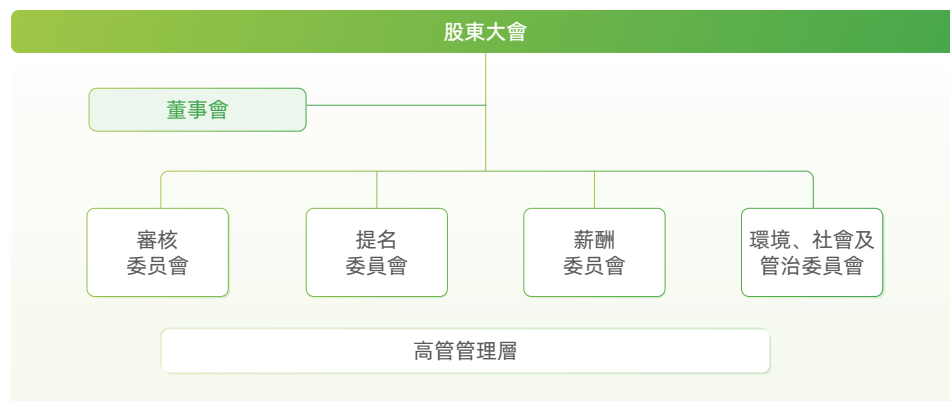 股東大會
董事會
審核
委员會
提名
委員會
薪酬
委员會
環境、社會及
管治委員會
高管管理層